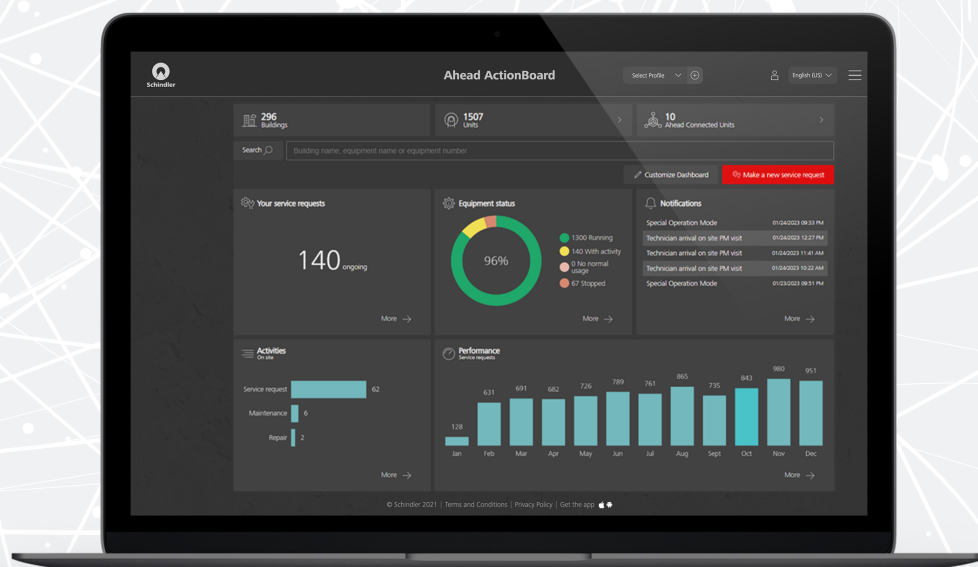 Schindler
Ahead ActionBoard
Select Profile
English (US)
296
Buildings
1507
Units
10
Ahead Connected Units
Search
Building name, equipment name or equipment number
Customize Dashboard
Make a new service request
Your service requests
140 ongoing
More
Equipment status
96%
1300 Running
140 With activity
0 No normal
usage
67 Stopped
More
Notifications
Special Operation Mode 01/24/2023 09:33 PM
Technician arrival on site PM visit 01/24/2023 12:27 PM
Technician arrival on site PM visit 01/24/2023 11:41 AM
Technician arrival on site PM visit 01/24/2023 10:22 AM
Special Operation Mode 01/23/2023 09:51 PM
More
Activities
On site
Service request 62
Maintenance 6
Repair 2
More
Performance
Service requests
128 631 691 682 726 789 761 865 735 843 980 951
Jan Feb Mar Apr May Jun Jul Aug Sept Oct Nov Dec
More
© Schindler 2021 | Terms and Conditions | Privacy Policy | Get the app